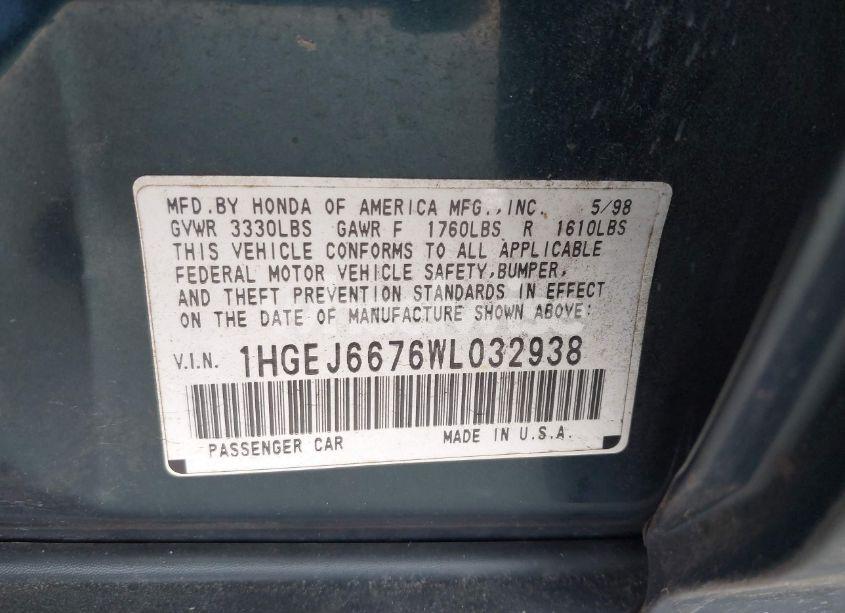 MFD.BY HONDA OF AMERICA MFG.,INC. 5/98
GVWR 3330LBS GAWR F 1760LBS R 1610LBS
THIS VEHICLE CONFORMS TO ALL APPLICABLE
FEDERAL MOTOR VEHICLE SAFETY,BUMPER,
AND THEFT PREVENTION STANDARDS IN EFFECT
ON THE DATE OF MANUFACTURE SHOWN ABOVE:
V.I.N. 1HGEJ6676WL032938
PASSENGER CAR MADE IN U.S.A.